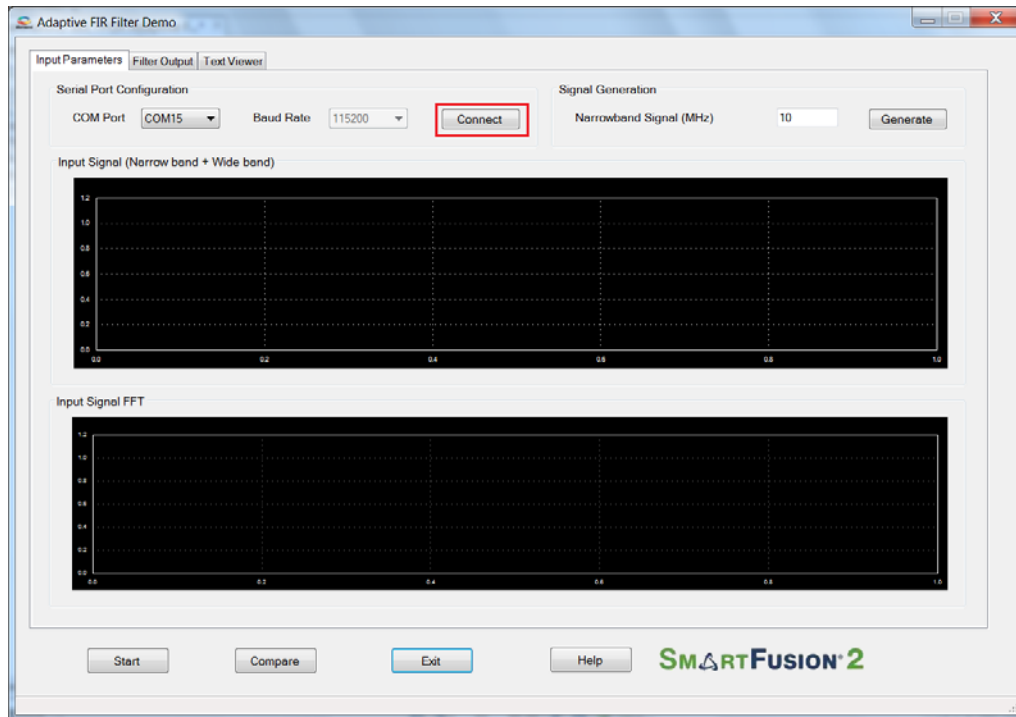 Adaptive FIR Filter Demo
Input Parameters Filter Output Text Viewer
Serial Port Configuration Signal Generation
COM Port COM15 Baud Rate 115200 Connect Narrowband Signal (MHz) 10 Generate
Input Signal (Narrow band + Wide band)
1.2
1.0
0.8
0.6
0.4
0.2
0.0
0.0 0.2 0.4 0.6 0.8 1.0
Input Signal FFT
1.2
1.0
0.8
0.6
0.4
0.2
0.0
0.0 0.2 0.4 0.6 0.8 1.0
Start Compare Exit Help SMARTFUSION®2